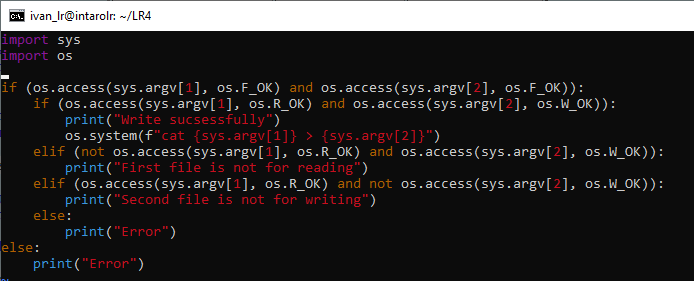 ivan_lr@intarolr: ~/LR4
import sys
import os
if (os.access(sys.argv[1], os.F_OK) and os.access(sys.argv[2], os.F_OK)):
    if (os.access(sys.argv[1], os.R_OK) and os.access(sys.argv[2], os.W_OK)):
        print("Write sucsessfully")
        os.system(f"cat {sys.argv[1]} > {sys.argv[2]}")
    elif (not os.access(sys.argv[1], os.R_OK) and os.access(sys.argv[2], os.W_OK)):
        print("First file is not for reading")
    elif (os.access(sys.argv[1], os.R_OK) and not os.access(sys.argv[2], os.W_OK)):
        print("Second file is not for writing")
    else:
        print("Error")
else:
    print("Error")